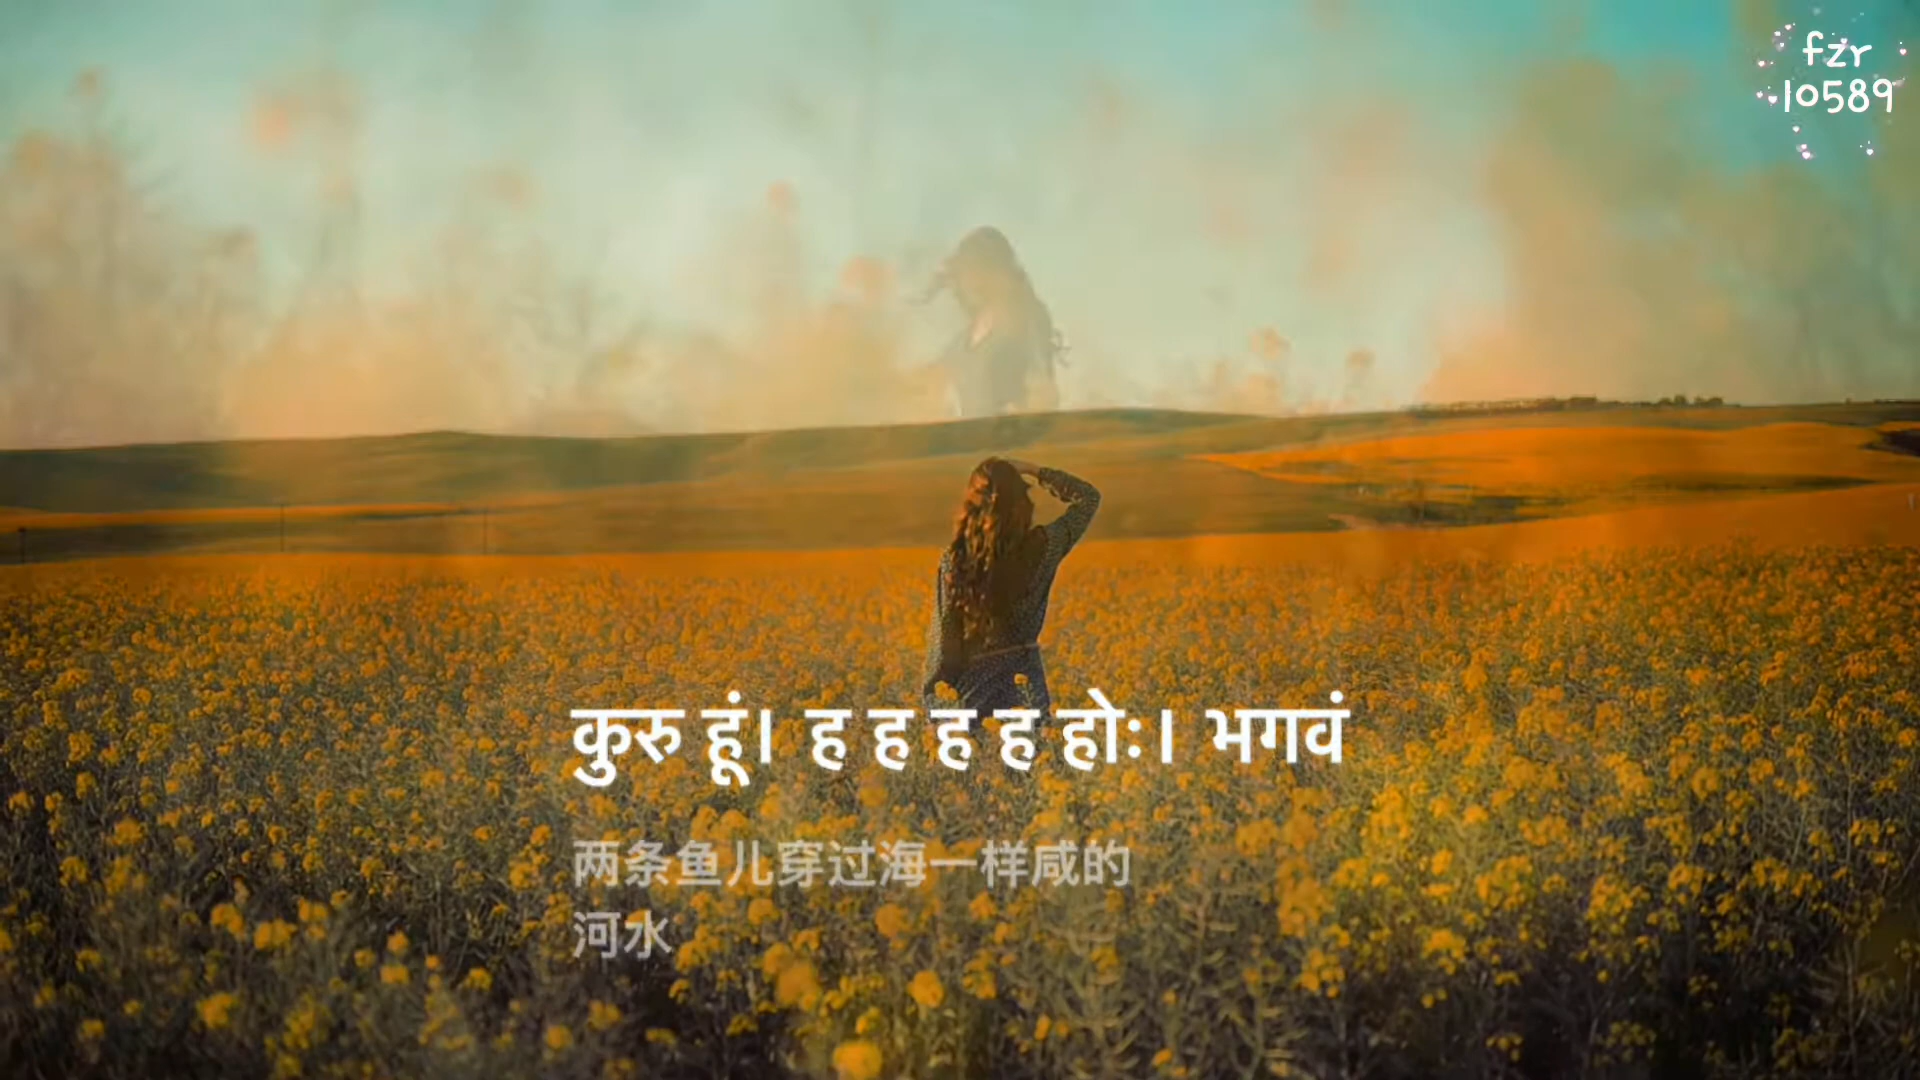 fzr
10589
कुरु हूं। ह ह ह ह होः। भगवं
两条鱼儿穿过海一样咸的
河水